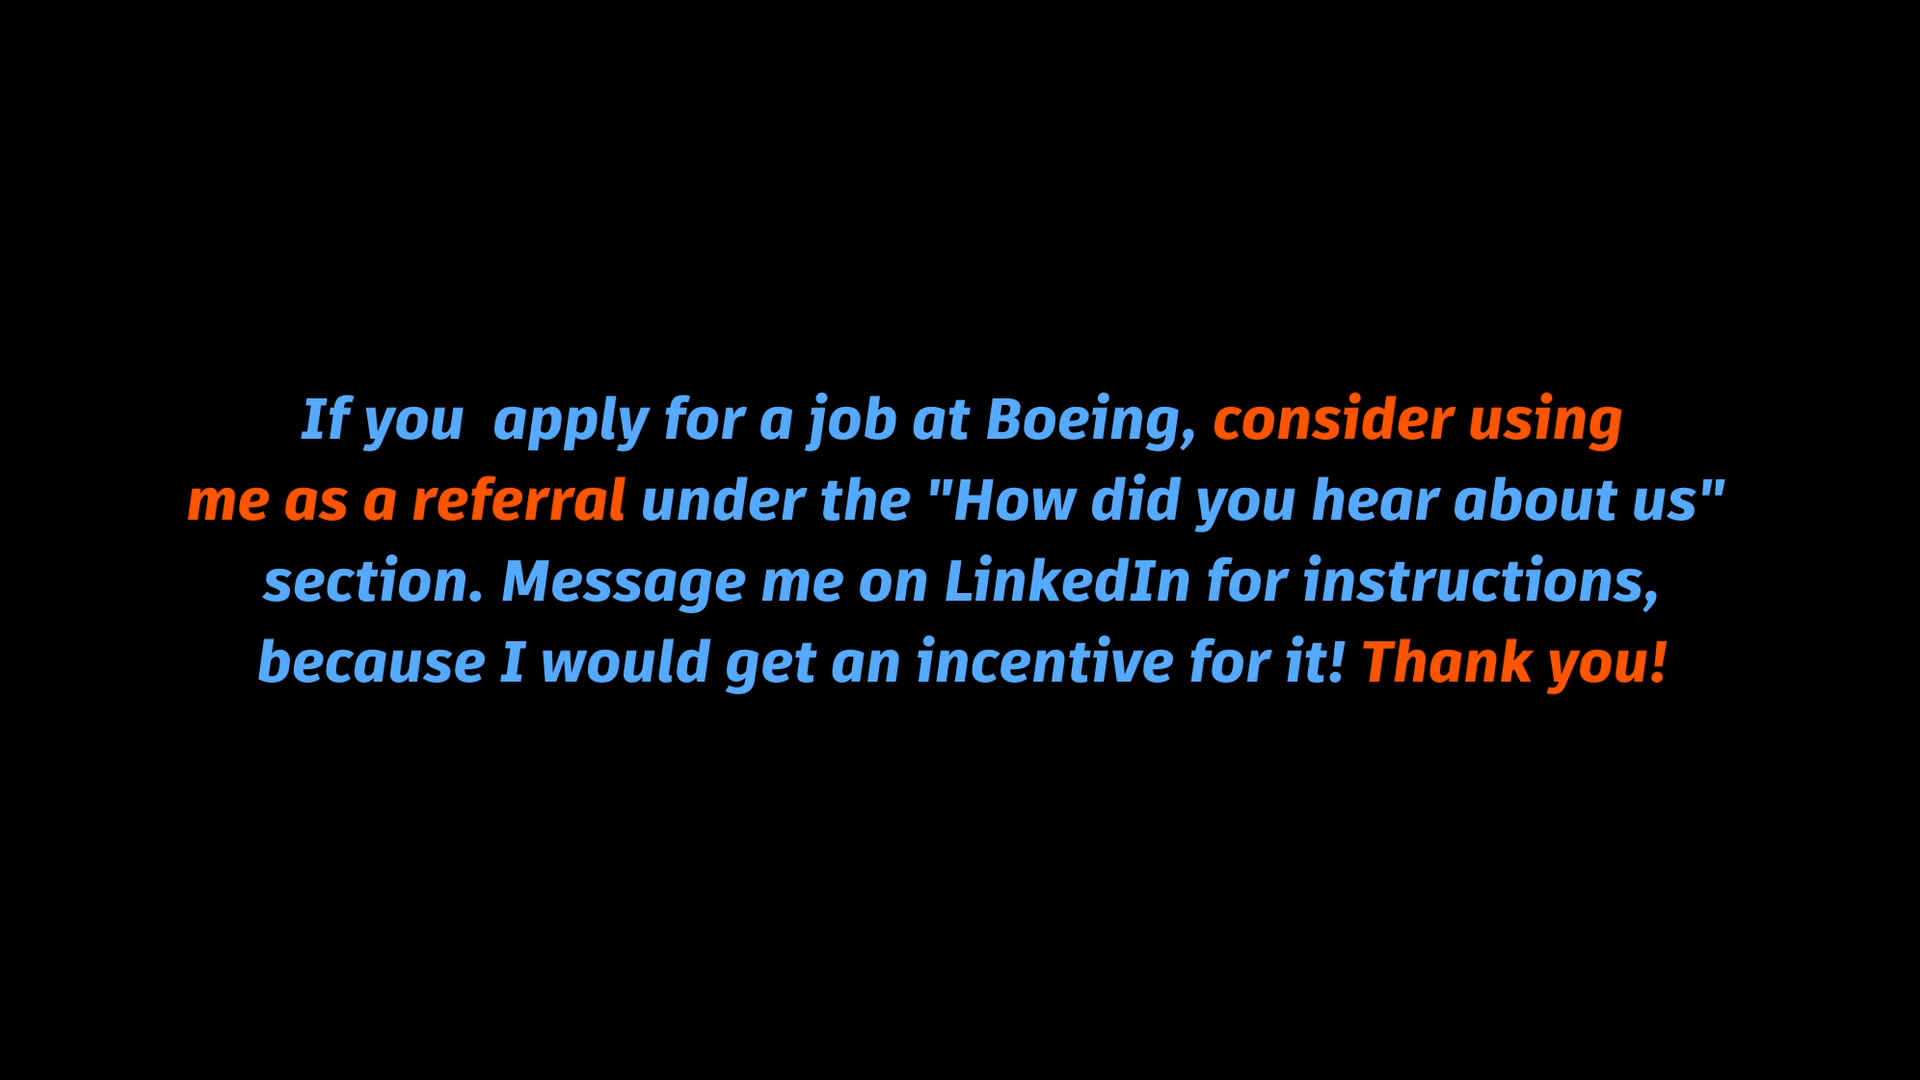 If you  apply for a job at Boeing, consider using
me as a referral under the "How did you hear about us"
section. Message me on LinkedIn for instructions,
because I would get an incentive for it! Thank you!